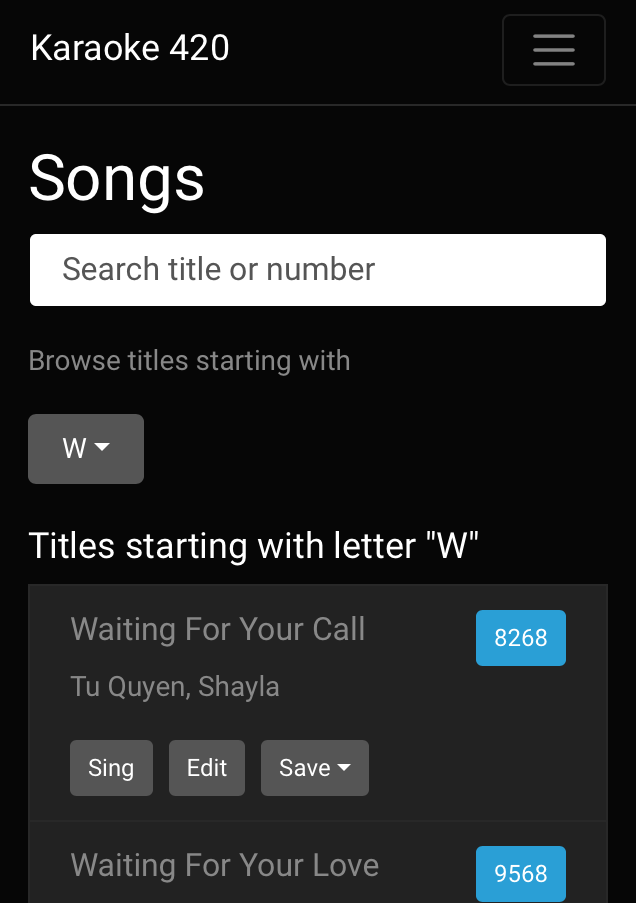 Karaoke 420
Songs
Search title or number
Browse titles starting with
W
Titles starting with letter "W"
Waiting For Your Call
8268
Tu Quyen, Shayla
Sing Edit Save
Waiting For Your Love
9568